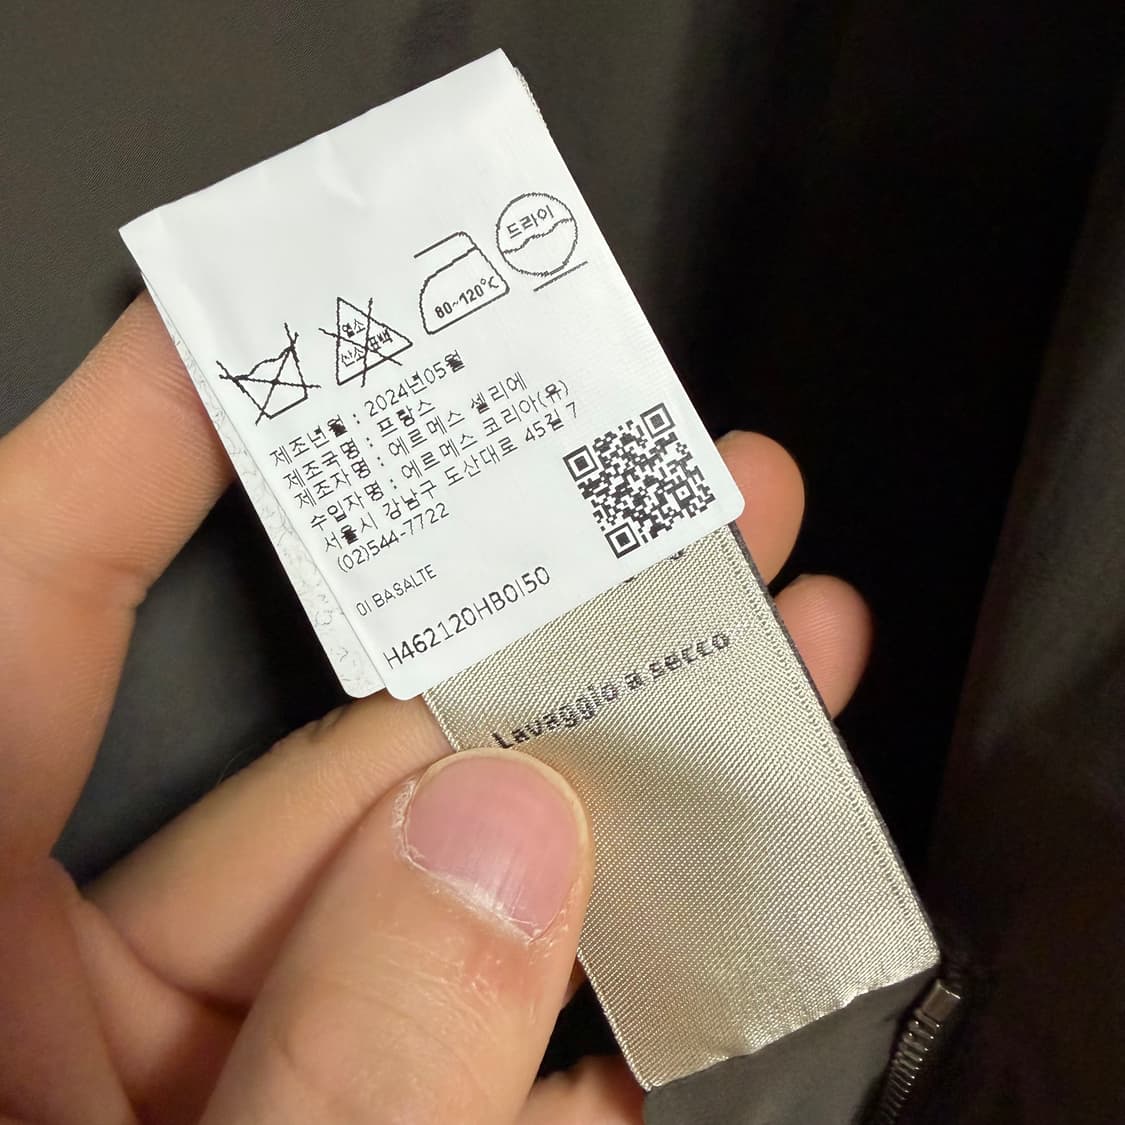 드라이
80~120℃
염소
산소 표백
제조년월 : 2024년05월
제조국명 : 프랑스
제조자명 : 에르메스 셀리에
수입자명 : 에르메스 코리아(유)
서울시 강남구 도산대로 45길 7
(02)544-7722
01 BASALTE
H462120HB0150
Lavaggio a secco